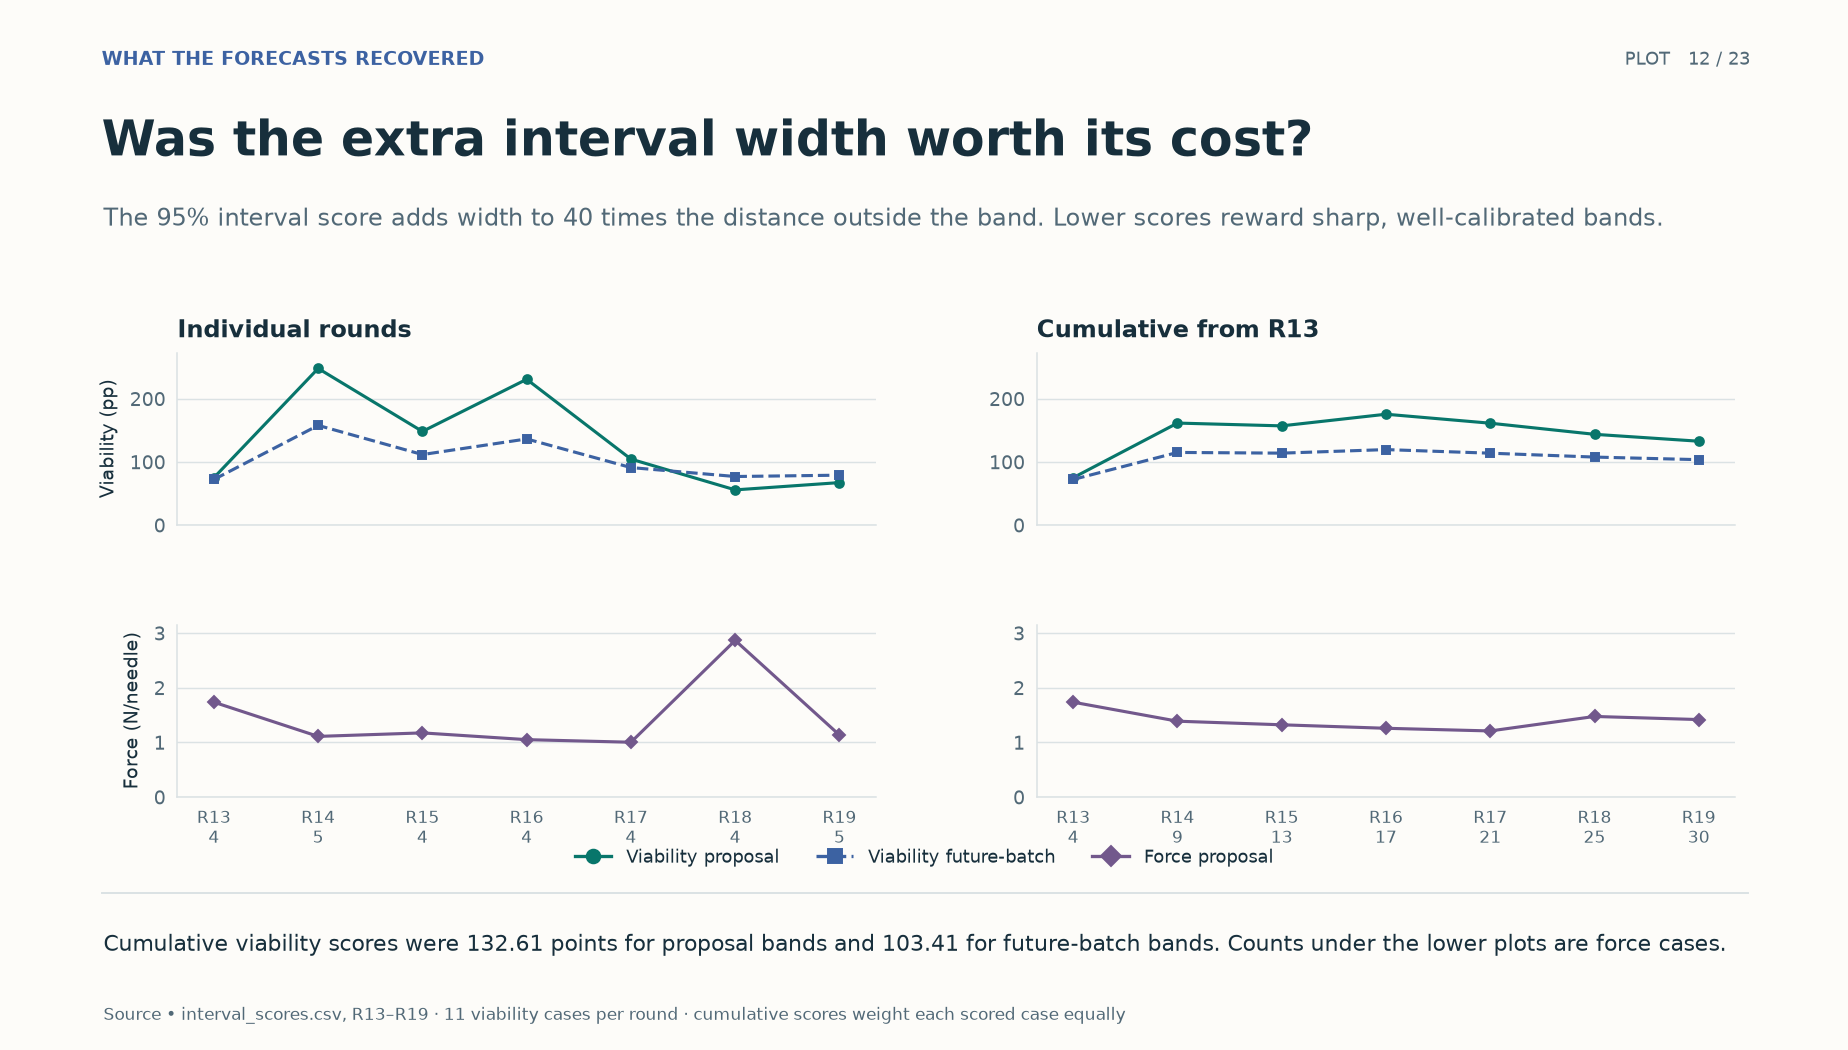 WHAT THE FORECASTS RECOVERED
PLOT 12 / 23
Was the extra interval width worth its cost?
The 95% interval score adds width to 40 times the distance outside the band. Lower scores reward sharp, well-calibrated bands.
Individual rounds
Viability (pp)
200
100
0
Cumulative from R13
200
100
0
Force (N/needle)
3
2
1
0
R13 R14 R15 R16 R17 R18 R19
4 5 4 4 4 4 5
3
2
1
0
R13 R14 R15 R16 R17 R18 R19
4 9 13 17 21 25 30
Viability proposal Viability future-batch Force proposal
Cumulative viability scores were 132.61 points for proposal bands and 103.41 for future-batch bands. Counts under the lower plots are force cases.
Source • interval_scores.csv, R13–R19 · 11 viability cases per round · cumulative scores weight each scored case equally